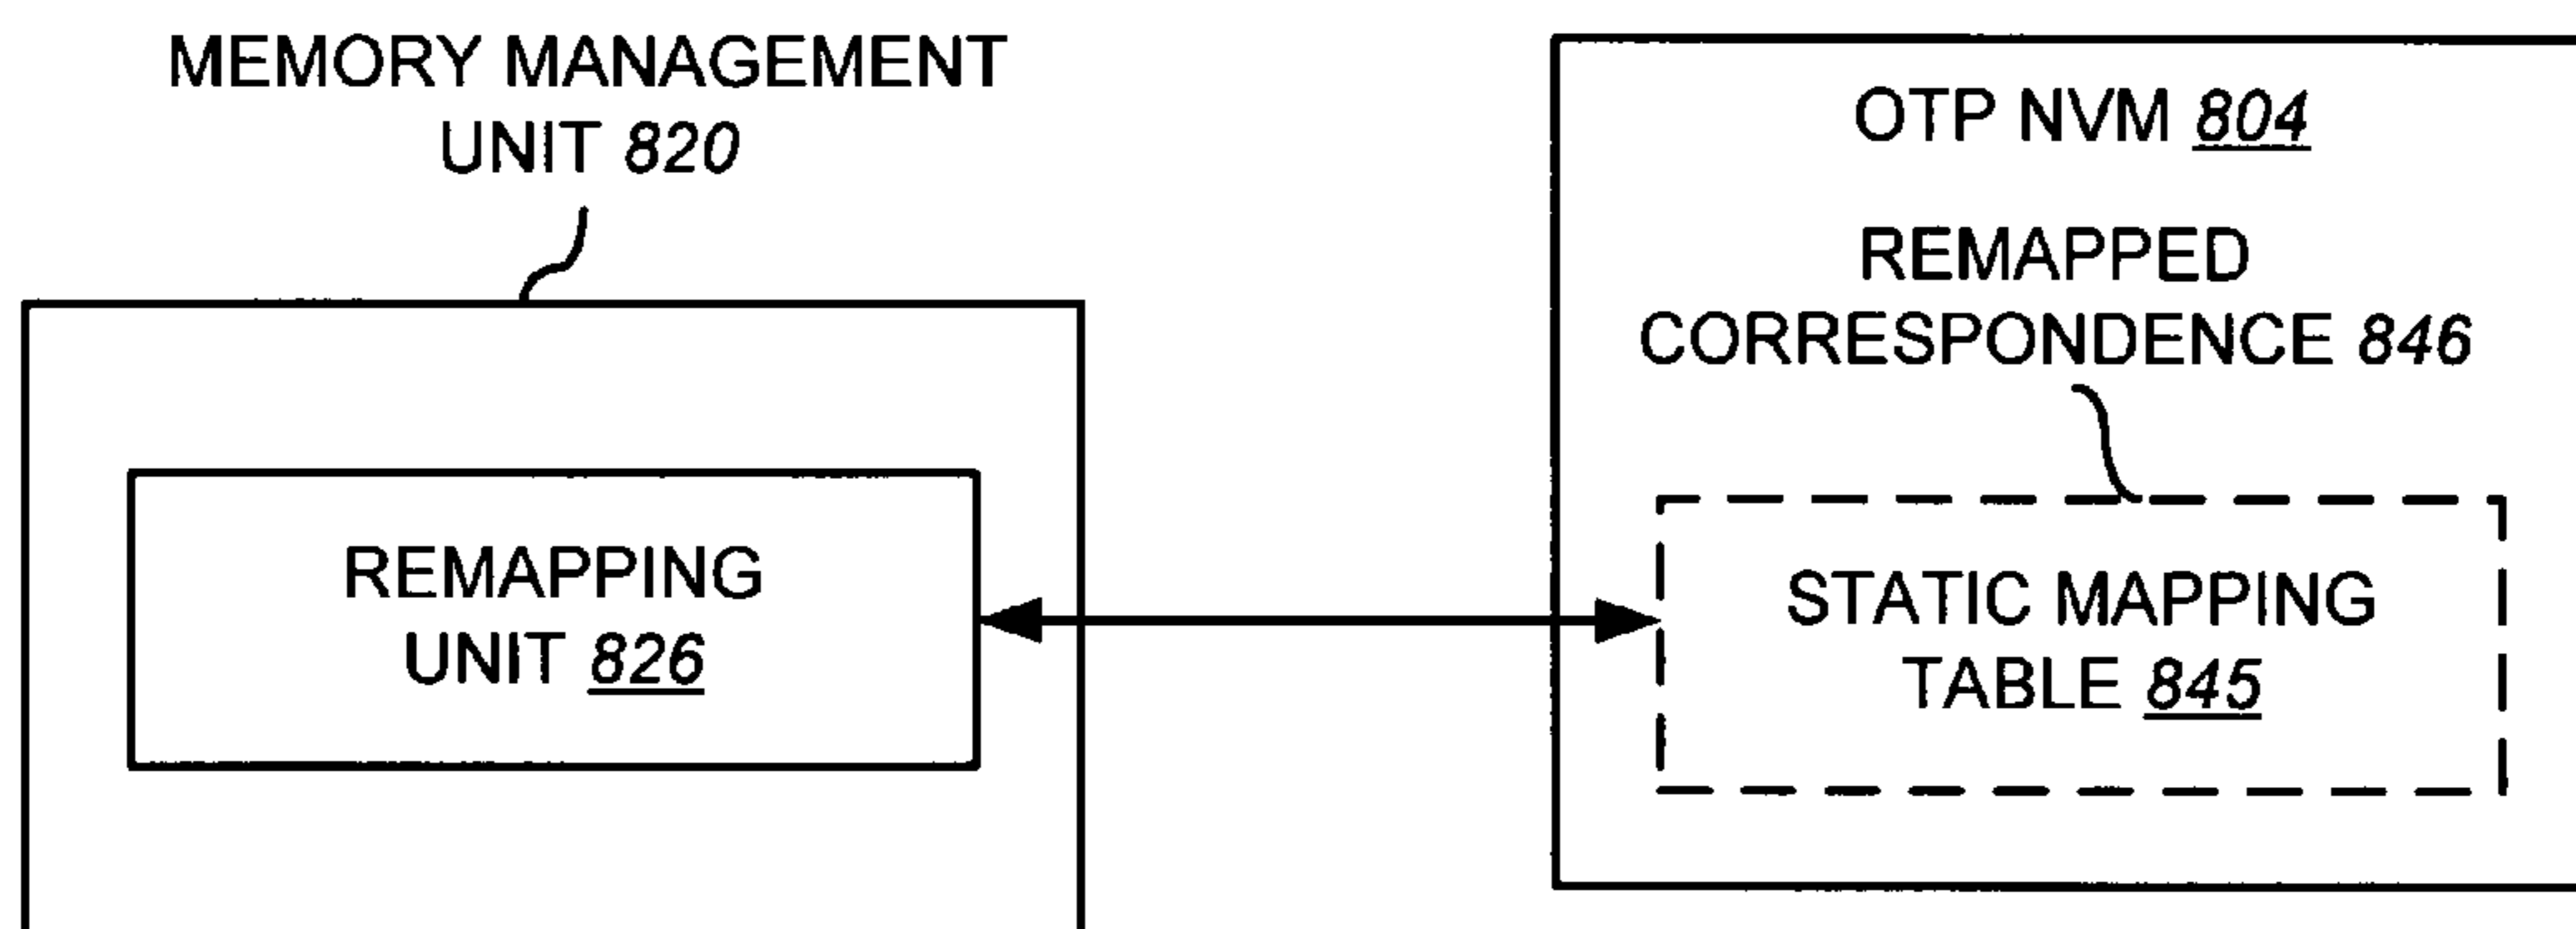 MEMORY MANAGEMENT
UNIT 820
OTP NVM 804
REMAPPED
CORRESPONDENCE 846
REMAPPING
UNIT 826
STATIC MAPPING
TABLE 845